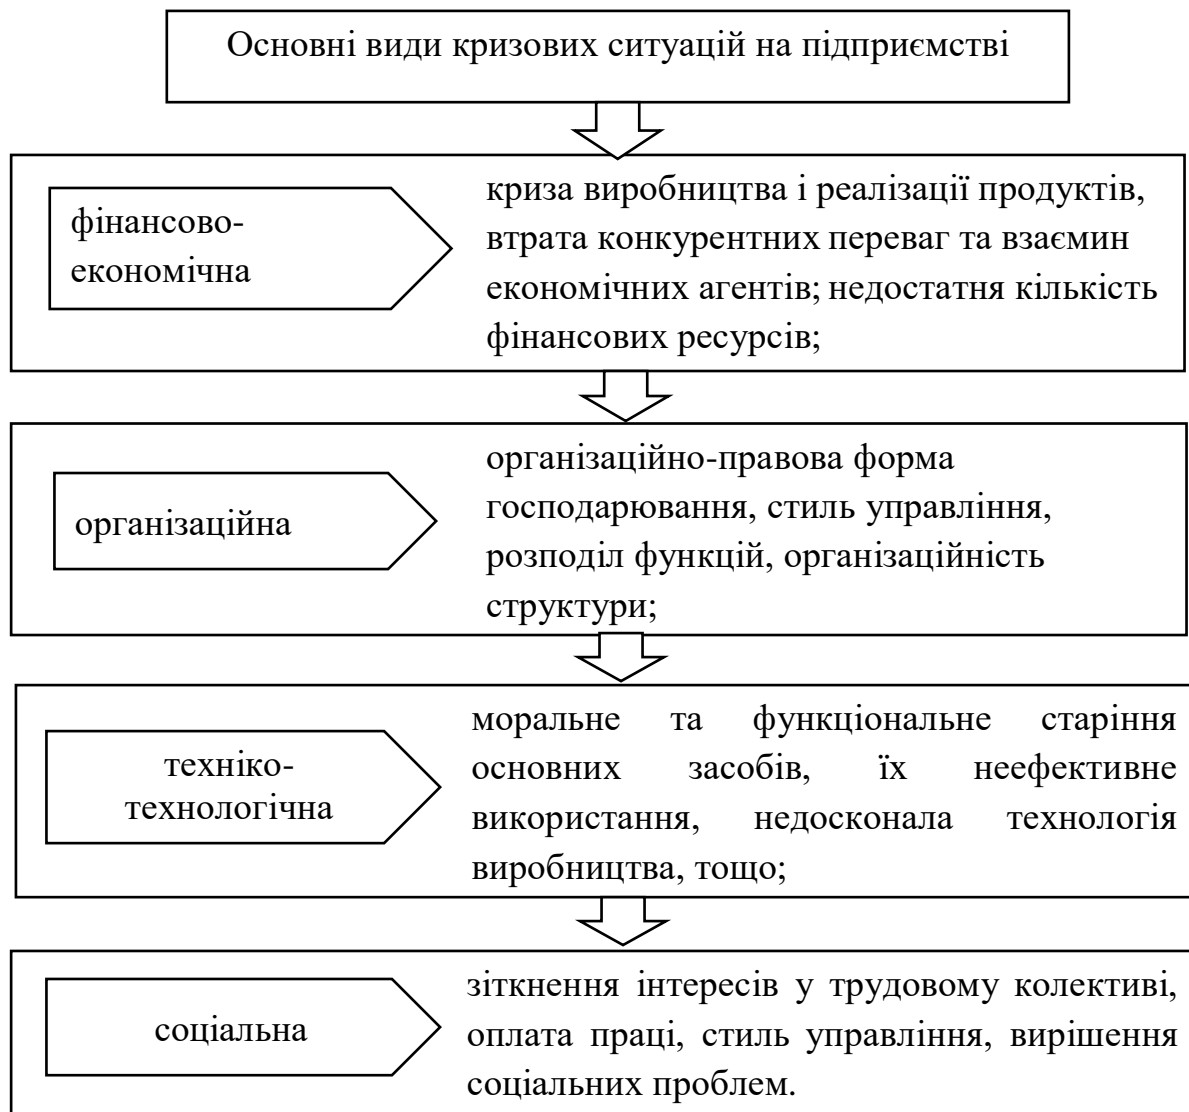 Основні види кризових ситуацій на підприємстві
фінансово-
економічна
криза виробництва і реалізації продуктів,
втрата конкурентних переваг та взаємин
економічних агентів; недостатня кількість
фінансових ресурсів;
організаційна
організаційно-правова форма
господарювання, стиль управління,
розподіл функцій, організаційність
структури;
техніко-
технологічна
моральне та функціональне старіння
основних засобів, їх неефективне
використання, недосконала технологія
виробництва, тощо;
соціальна
зіткнення інтересів у трудовому колективі,
оплата праці, стиль управління, вирішення
соціальних проблем.